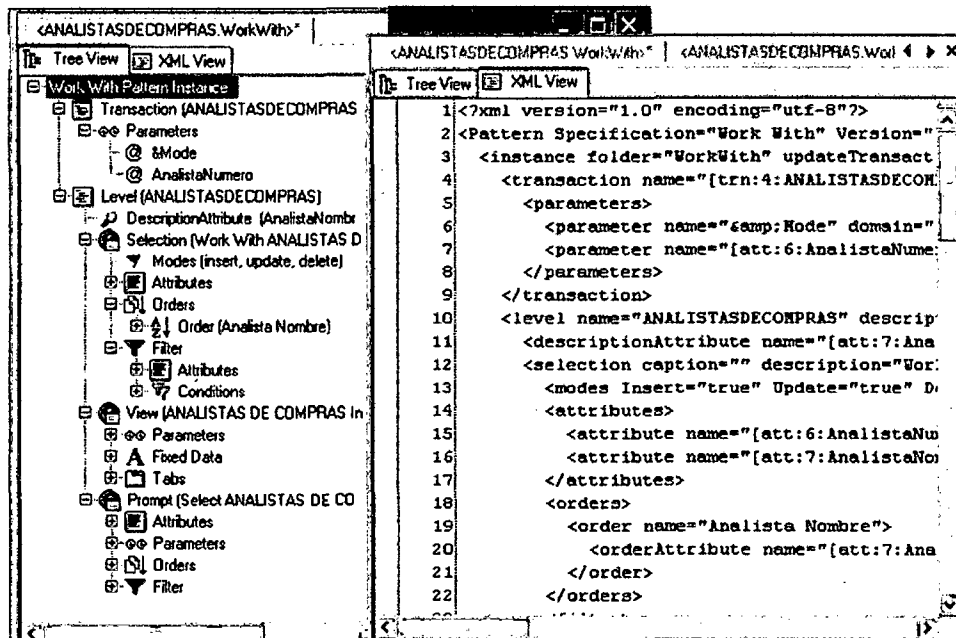 <ANALISTASDECOMPRAS.WorkWith>*
Tree View XML View
Work With Pattern Instance
Transaction (ANALISTASDECOMPRAS
Parameters
&Mode
AnalistaNumero
Level (ANALISTASDECOMPRAS)
DescriptionAttribute (AnalistaNombr
Selection (Work With ANALISTAS D
Modes (insert, update, delete)
Attributes
Orders
Order (Analista Nombre)
Filter
Attributes
Conditions
View (ANALISTAS DE COMPRAS In
Parameters
Fixed Data
Tabs
Prompt (Select ANALISTAS DE CO
Attributes
Parameters
Orders
Filter
<ANALISTASDECOMPRAS.WorkWith>* <ANALISTASDECOMPRAS.Worl
Tree View XML View
1 <?xml version="1.0" encoding="utf-8"?>
2 <Pattern Specification="Work With" Version="
3 <instance folder="WorkWith" updateTransact
4 <transaction name="[trn:4:ANALISTASDECOM
5 <parameters>
6 <parameter name="&amp;Mode" domain="
7 <parameter name="[att:6:AnalistaNume
8 </parameters>
9 </transaction>
10 <level name="ANALISTASDECOMPRAS" descrip
11 <descriptionAttribute name="[att:7:Ana
12 <selection caption="" description="Wor
13 <modes Insert="true" Update="true" D
14 <attributes>
15 <attribute name="[att:6:AnalistaNu
16 <attribute name="[att:7:AnalistaNo
17 </attributes>
18 <orders>
19 <order name="Analista Nombre">
20 <orderAttribute name="[att:7:Ana
21 </order>
22 </orders>